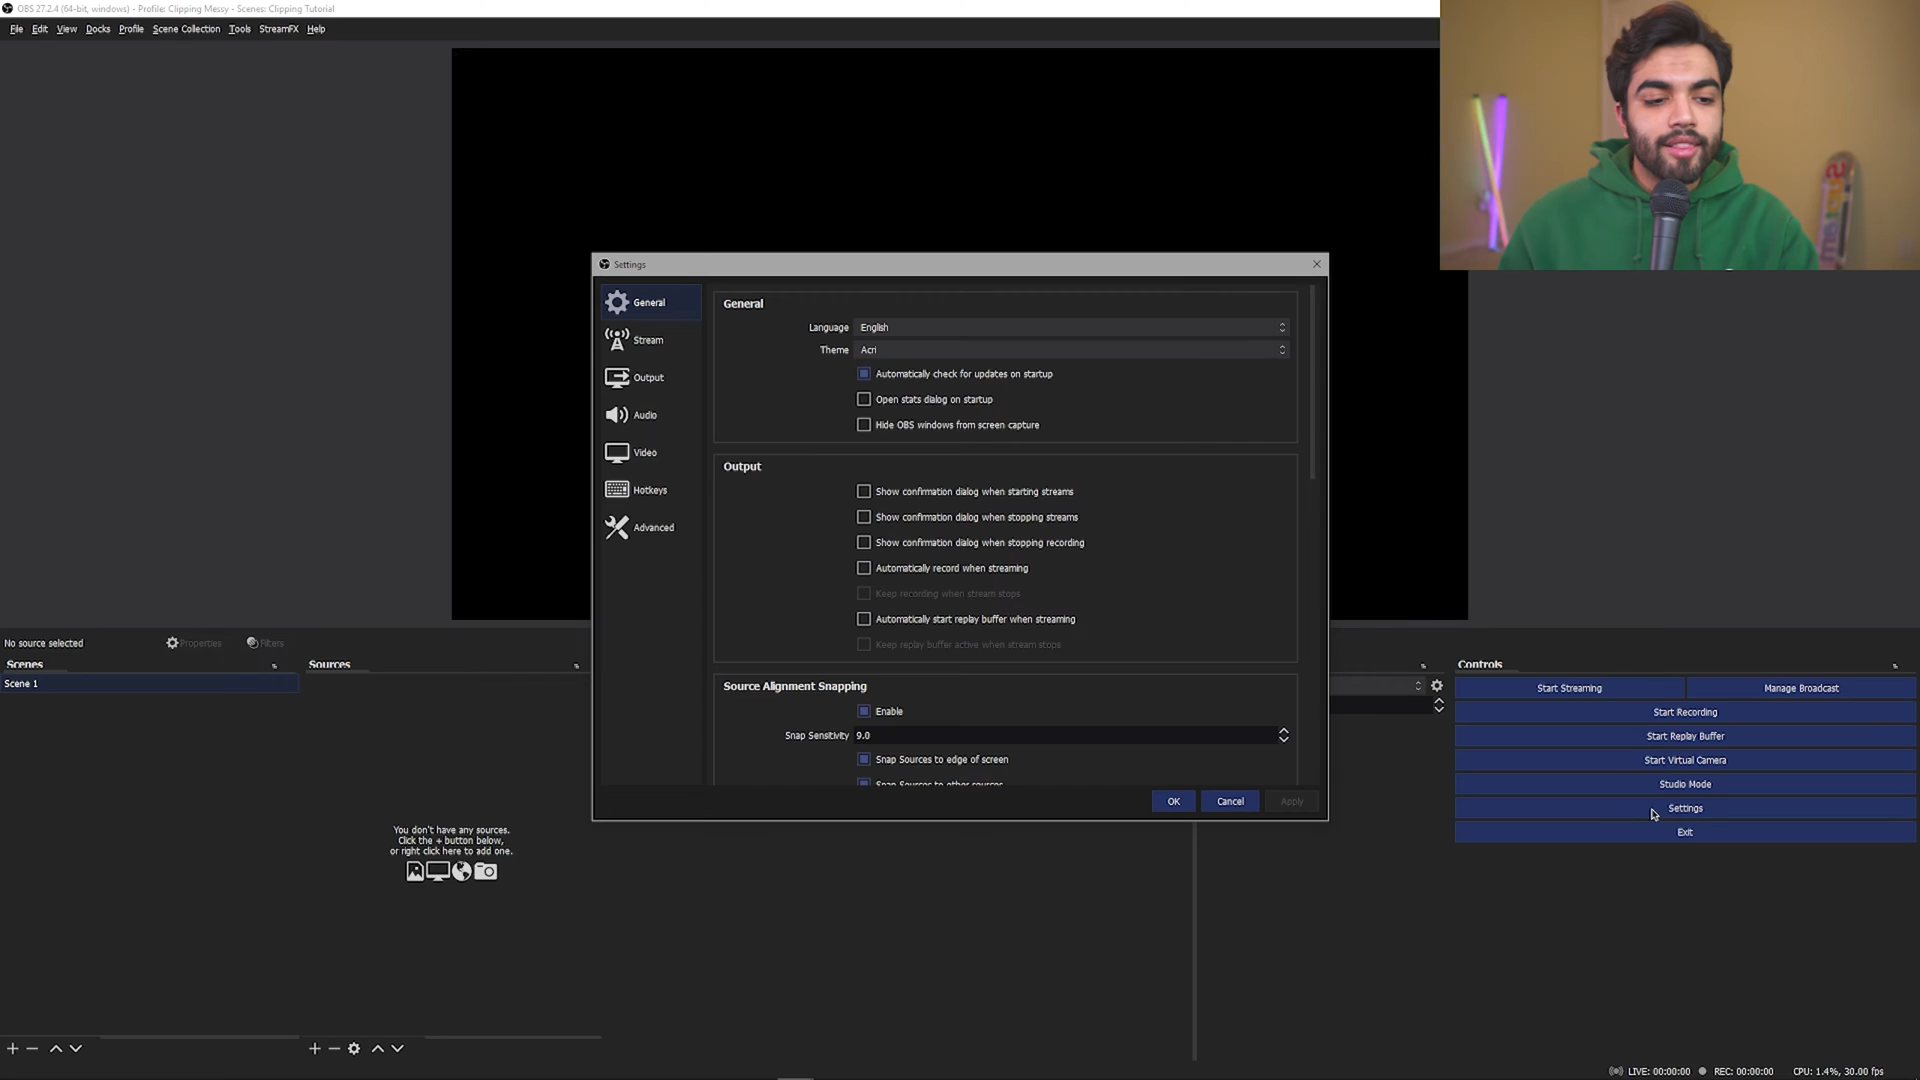 OBS 27.2.4 (64-bit, windows) - Profile: Clipping Messy - Scenes: Clipping Tutorial
File Edit View Docks Profile Scene Collection Tools StreamFX Help
Settings
General
Stream
Output
Audio
Video
Hotkeys
Advanced
General
Language English
Theme Acri
Automatically check for updates on startup
Open stats dialog on startup
Hide OBS windows from screen capture
Output
Show confirmation dialog when starting streams
Show confirmation dialog when stopping streams
Show confirmation dialog when stopping recording
Automatically record when streaming
Keep recording when stream stops
Automatically start replay buffer when streaming
Keep replay buffer active when stream stops
Source Alignment Snapping
Enable
Snap Sensitivity 9.0
Snap Sources to edge of screen
Snap Sources to other sources
OK Cancel Apply
No source selected Properties Filters
Scenes
Scene 1
Sources
You don't have any sources.
Click the + button below,
or right click here to add one.
Controls
Start Streaming Manage Broadcast
Start Recording
Start Replay Buffer
Start Virtual Camera
Studio Mode
Settings
Exit
LIVE: 00:00:00 REC: 00:00:00 CPU: 1.4%, 30.00 fps